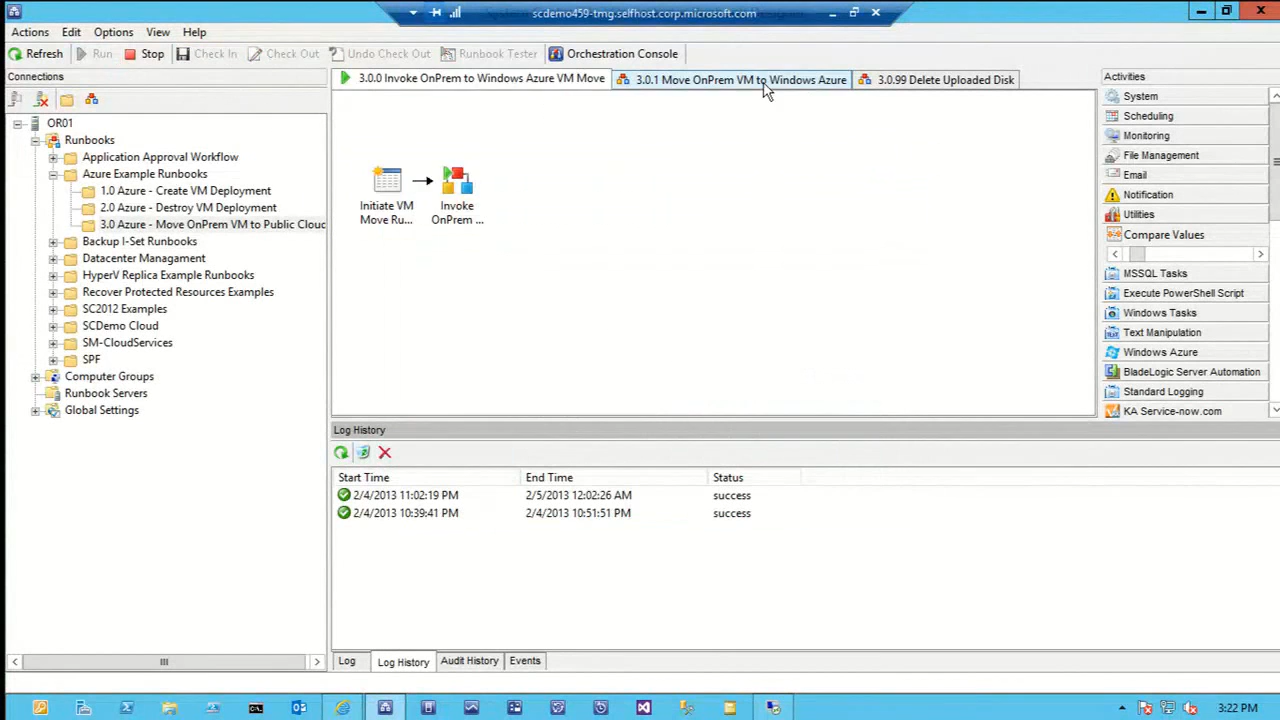 scdemo459-tmg.selfhost.corp.microsoft.com
Actions Edit Options View Help
Refresh Run Stop Check In Check Out Undo Check Out Runbook Tester Orchestration Console
Connections
OR01
Runbooks
Application Approval Workflow
Azure Example Runbooks
1.0 Azure - Create VM Deployment
2.0 Azure - Destroy VM Deployment
3.0 Azure - Move OnPrem VM to Public Cloud
Backup I-Set Runbooks
Datacenter Managament
HyperV Replica Example Runbooks
Recover Protected Resources Examples
SC2012 Examples
SCDemo Cloud
SM-CloudServices
SPF
Computer Groups
Runbook Servers
Global Settings
3.0.0 Invoke OnPrem to Windows Azure VM Move 3.0.1 Move OnPrem VM to Windows Azure 3.0.99 Delete Uploaded Disk
Initiate VM
Move Ru...
Invoke
OnPrem ...
Log History
Start Time End Time Status
2/4/2013 11:02:19 PM 2/5/2013 12:02:26 AM success
2/4/2013 10:39:41 PM 2/4/2013 10:51:51 PM success
Log Log History Audit History Events
Activities
System
Scheduling
Monitoring
File Management
Email
Notification
Utilities
Compare Values
MSSQL Tasks
Execute PowerShell Script
Windows Tasks
Text Manipulation
Windows Azure
BladeLogic Server Automation
Standard Logging
KA Service-now.com
3:22 PM